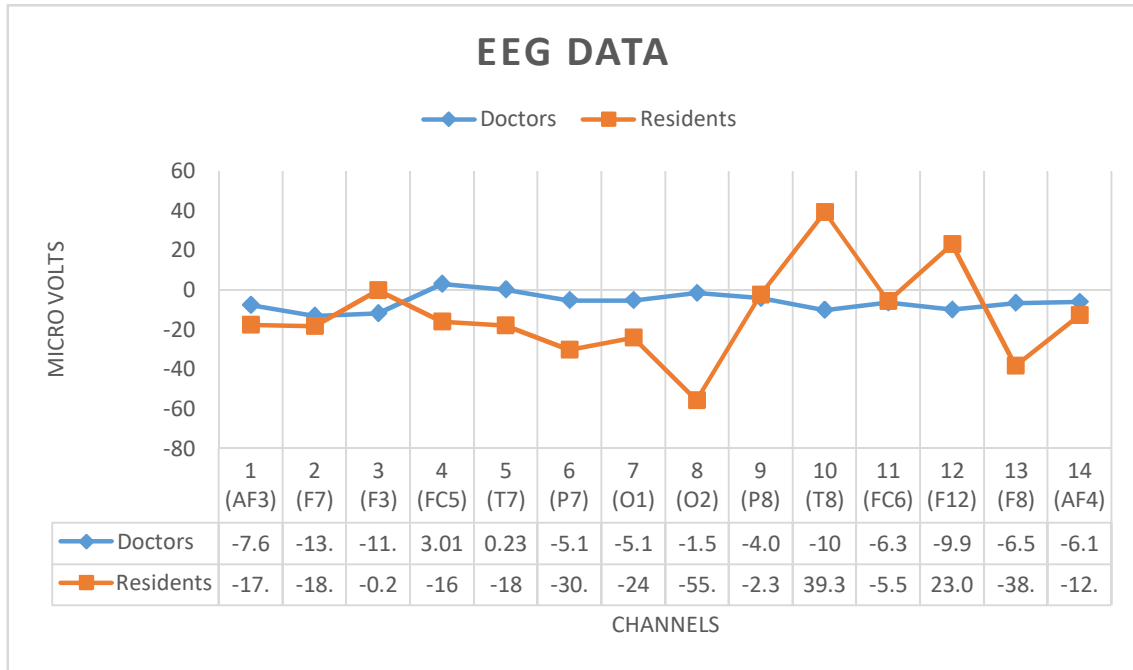 EEG DATA
Doctors Residents
60
40
20
0
-20
-40
-60
-80
MICRO VOLTS
1 2 3 4 5 6 7 8 9 10 11 12 13 14
(AF3) (F7) (F3) (FC5) (T7) (P7) (O1) (O2) (P8) (T8) (FC6) (F12) (F8) (AF4)
Doctors -7.6 -13. -11. 3.01 0.23 -5.1 -5.1 -1.5 -4.0 -10 -6.3 -9.9 -6.5 -6.1
Residents -17. -18. -0.2 -16 -18 -30. -24 -55. -2.3 39.3 -5.5 23.0 -38. -12.
CHANNELS